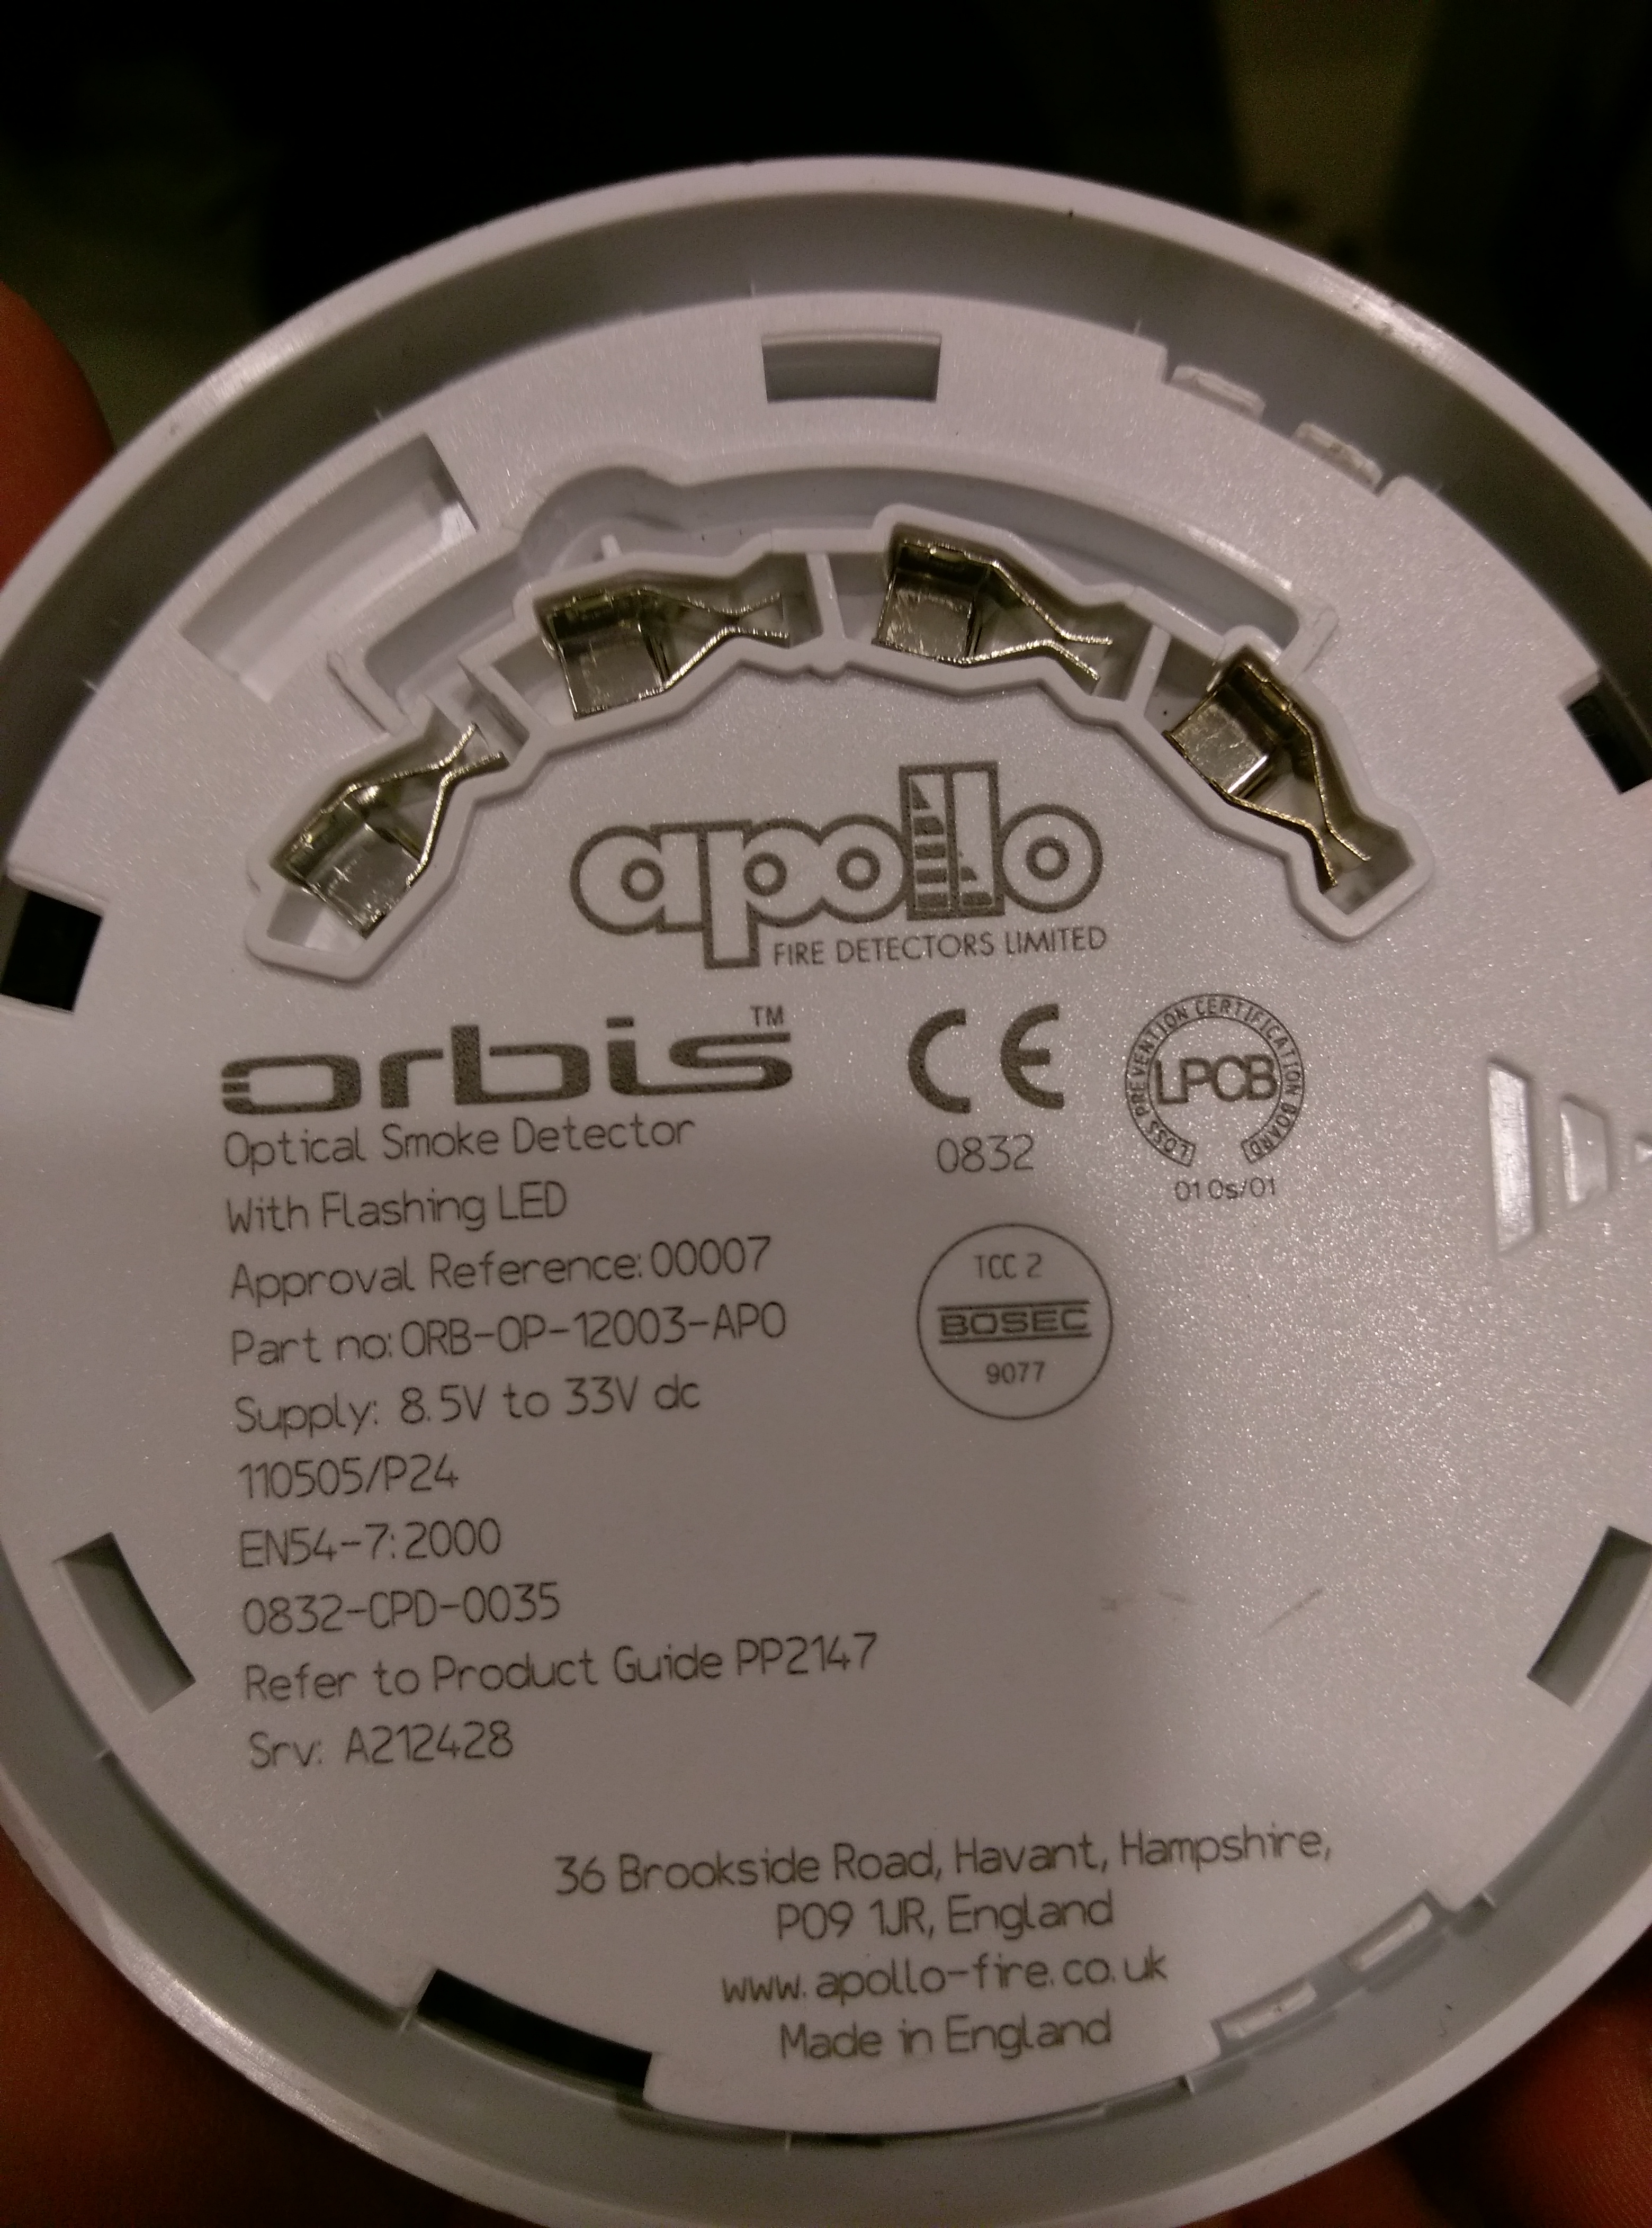 apollo
FIRE DETECTORS LIMITED
orbis™
Optical Smoke Detector
With Flashing LED
Approval Reference: 00007
Part no: ORB-OP-12003-APO
Supply: 8.5V to 33V dc
110505/P24
EN54-7:2000
0832-CPD-0035
Refer to Product Guide PP2147
Srv: A212428
CE
0832
LOSS PREVENTION CERTIFICATION BOARD
LPCB
010s/01
TCC 2
BOSEC
9077
36 Brookside Road, Havant, Hampshire,
PO9 1JR, England
www.apollo-fire.co.uk
Made in England